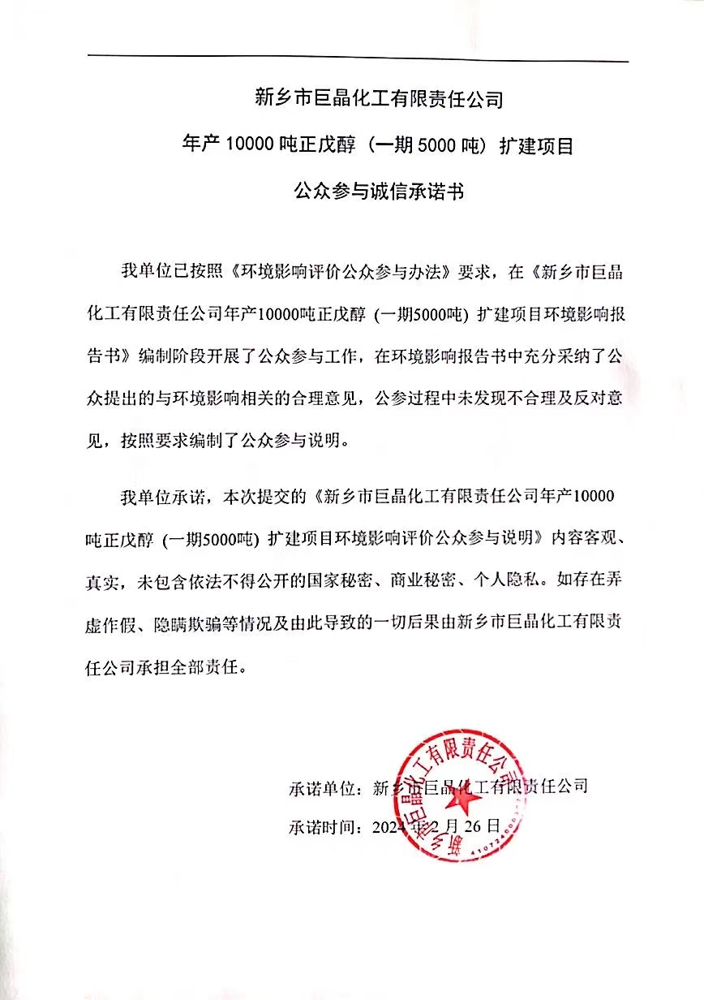 新乡市巨晶化工有限责任公司
年产 10000 吨正戊醇（一期 5000 吨）扩建项目
公众参与诚信承诺书
我单位已按照《环境影响评价公众参与办法》要求，在《新乡市巨晶
化工有限责任公司年产10000吨正戊醇 (一期5000吨) 扩建项目环境影响报
告书》编制阶段开展了公众参与工作，在环境影响报告书中充分采纳了公
众提出的与环境影响相关的合理意见，公参过程中未发现不合理及反对意
见，按照要求编制了公众参与说明。
我单位承诺，本次提交的《新乡市巨晶化工有限责任公司年产10000
吨正戊醇 (一期5000吨) 扩建项目环境影响评价公众参与说明》内容客观、
真实，未包含依法不得公开的国家秘密、商业秘密、个人隐私。如存在弄
虚作假、隐瞒欺骗等情况及由此导致的一切后果由新乡市巨晶化工有限责
任公司承担全部责任。
承诺单位：新乡市巨晶化工有限责任公司
承诺时间：2024 年 2 月 26 日
新乡市巨晶化工有限责任公司